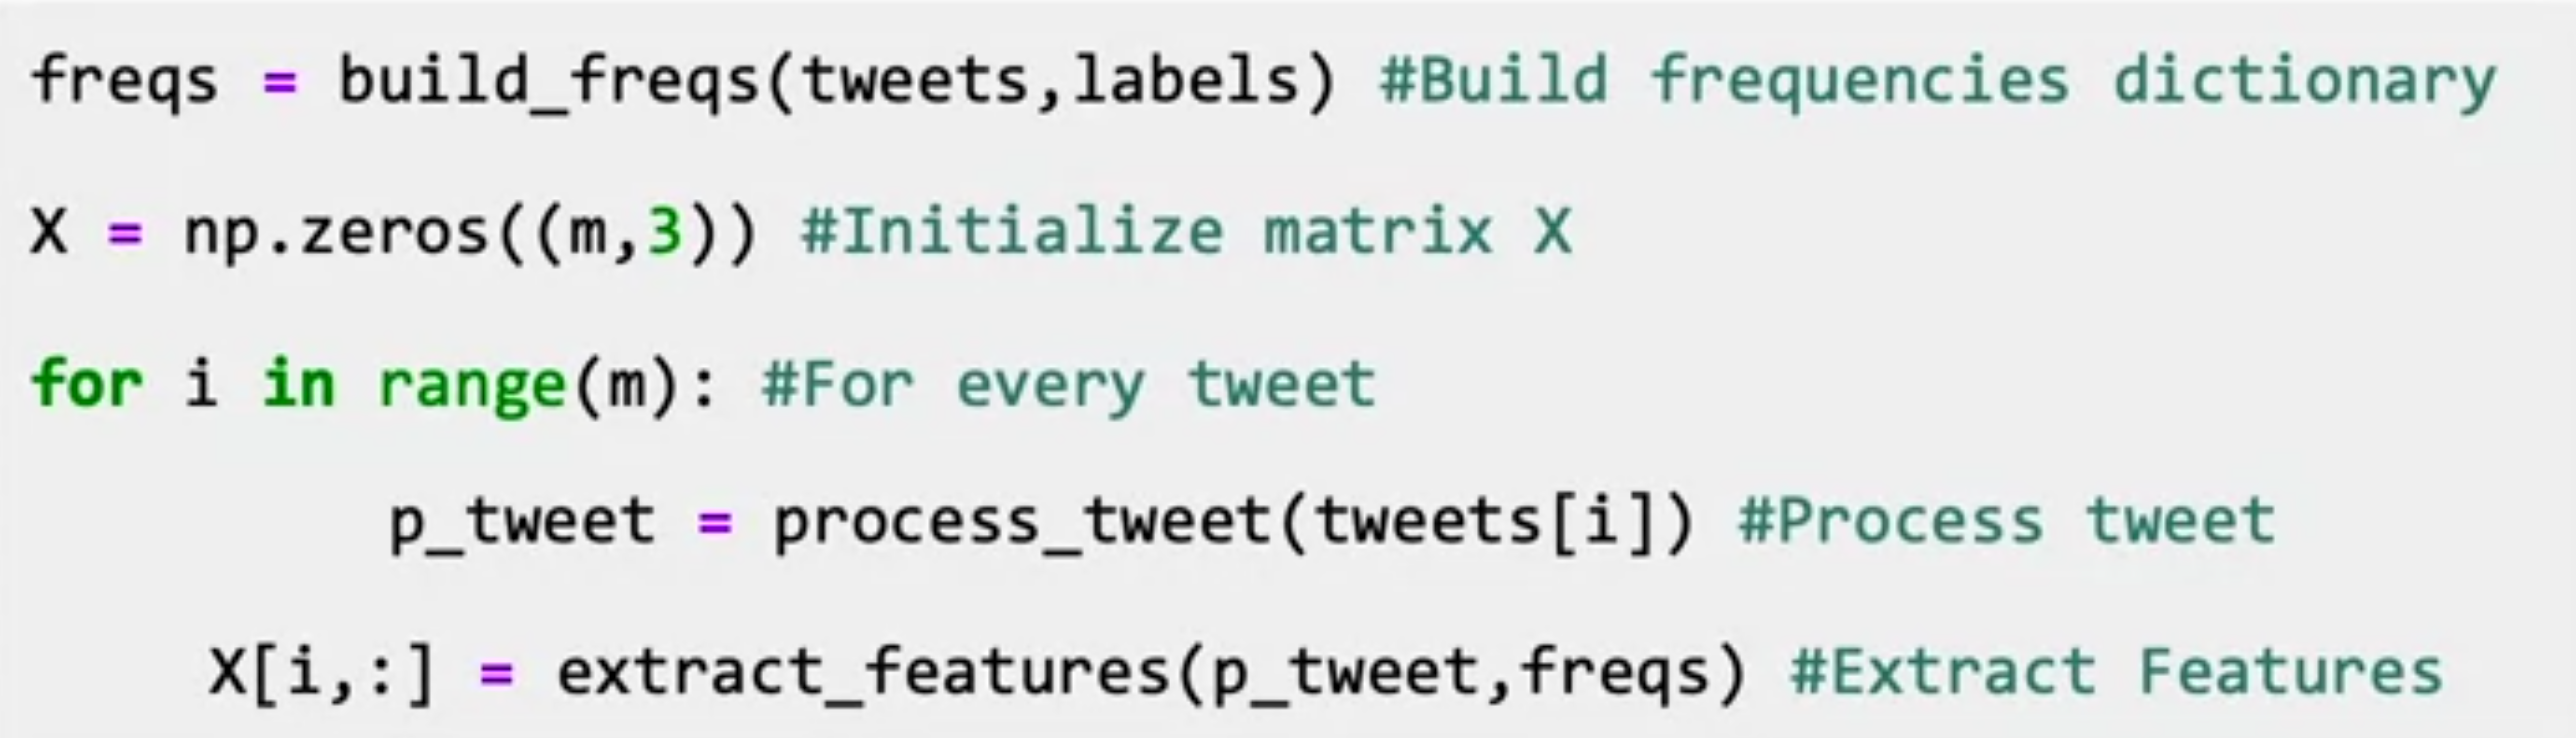 freqs = build_freqs(tweets,labels) #Build frequencies dictionary
X = np.zeros((m,3)) #Initialize matrix X
for i in range(m): #For every tweet
        p_tweet = process_tweet(tweets[i]) #Process tweet
    X[i,:] = extract_features(p_tweet,freqs) #Extract Features